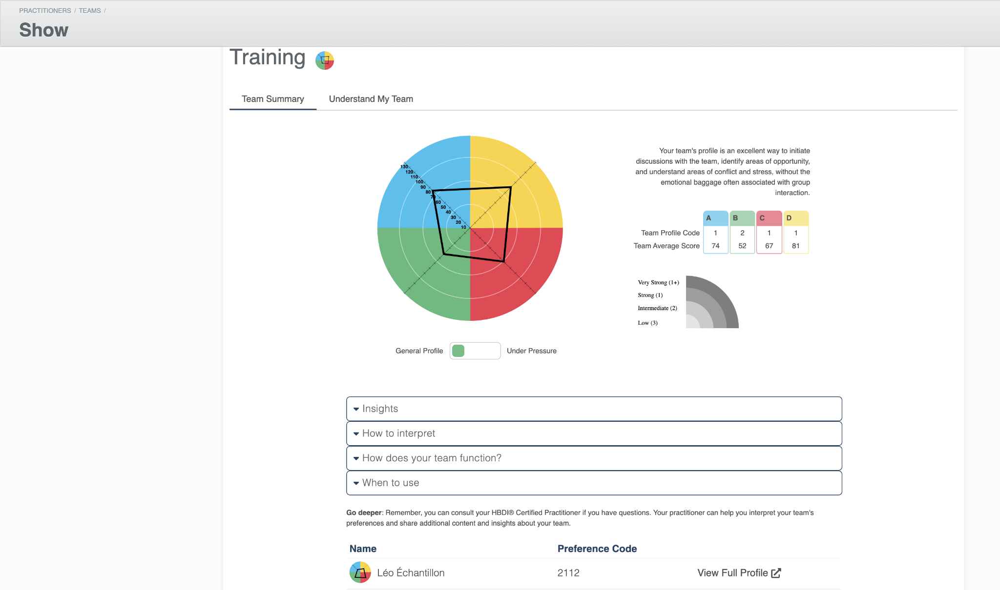 PRACTITIONERS / TEAMS /
Show
Training
Team Summary
Understand My Team
130
120
110
100
90
80
70
60
50
40
30
20
10
General Profile
Under Pressure
Your team's profile is an excellent way to initiate
discussions with the team, identify areas of opportunity,
and understand areas of conflict and stress, without the
emotional baggage often associated with group
interaction.
A B C D
Team Profile Code 1 2 1 1
Team Average Score 74 52 67 81
Very Strong (1+)
Strong (1)
Intermediate (2)
Low (3)
Insights
How to interpret
How does your team function?
When to use
Go deeper: Remember, you can consult your HBDI® Certified Practitioner if you have questions. Your practitioner can help you interpret your team's
preferences and share additional content and insights about your team.
Name Preference Code
Léo Échantillon 2112 View Full Profile